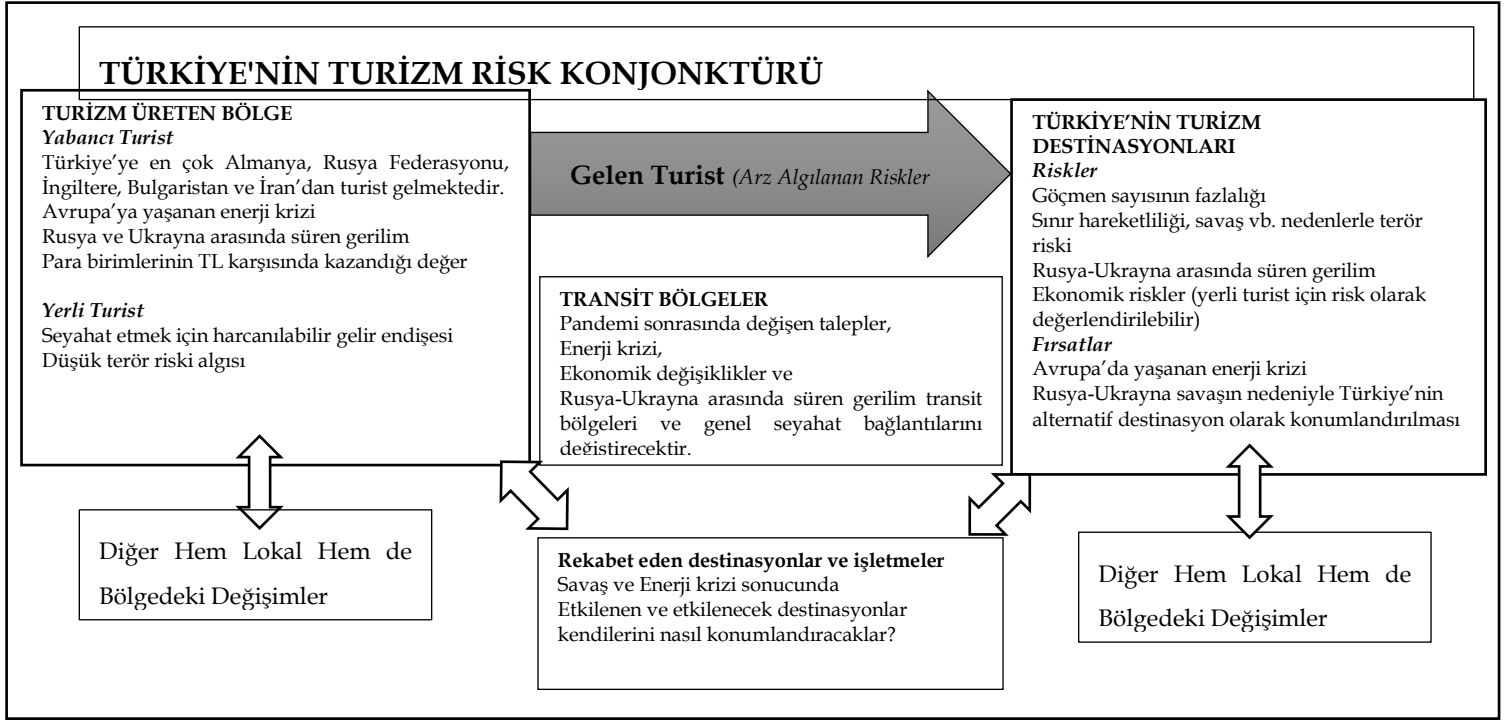 TÜRKİYE'NİN TURİZM RİSK KONJONKTÜRÜ
TURİZM ÜRETEN BÖLGE
Yabancı Turist
Türkiye’ye en çok Almanya, Rusya Federasyonu,
İngiltere, Bulgaristan ve İran’dan turist gelmektedir.
Avrupa’ya yaşanan enerji krizi
Rusya ve Ukrayna arasında süren gerilim
Para birimlerinin TL karşısında kazandığı değer
Yerli Turist
Seyahat etmek için harcanılabilir gelir endişesi
Düşük terör riski algısı
Gelen Turist (Arz Algılanan Riskler
TRANSİT BÖLGELER
Pandemi sonrasında değişen talepler,
Enerji krizi,
Ekonomik değişiklikler ve
Rusya-Ukrayna arasında süren gerilim transit
bölgeleri ve genel seyahat bağlantılarını
değiştirecektir.
TÜRKİYE’NİN TURİZM
DESTİNASYONLARI
Riskler
Göçmen sayısının fazlalığı
Sınır hareketliliği, savaş vb. nedenlerle terör
riski
Rusya-Ukrayna arasında süren gerilim
Ekonomik riskler (yerli turist için risk olarak
değerlendirilebilir)
Fırsatlar
Avrupa’da yaşanan enerji krizi
Rusya-Ukrayna savaşın nedeniyle Türkiye’nin
alternatif destinasyon olarak konumlandırılması
Diğer Hem Lokal Hem de
Bölgedeki Değişimler
Rekabet eden destinasyonlar ve işletmeler
Savaş ve Enerji krizi sonucunda
Etkilenen ve etkilenecek destinasyonlar
kendilerini nasıl konumlandıracaklar?
Diğer Hem Lokal Hem de
Bölgedeki Değişimler